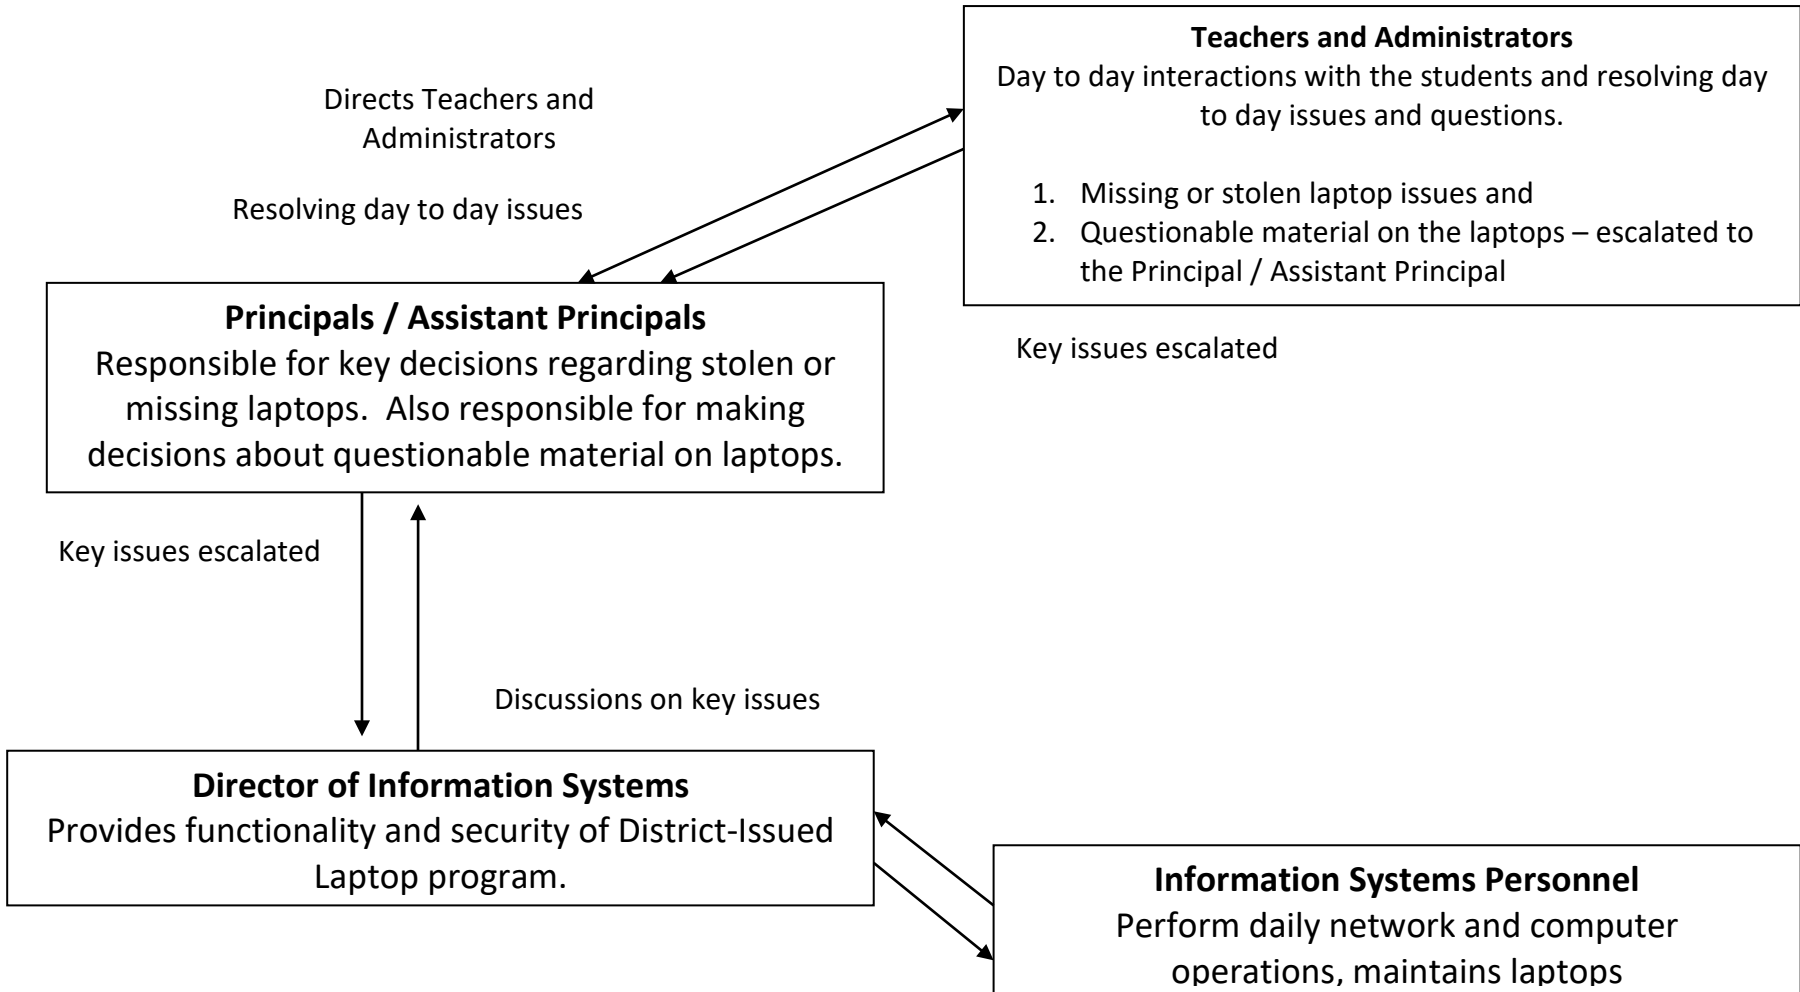 Teachers and Administrators
Day to day interactions with the students and resolving day
to day issues and questions.
1. Missing or stolen laptop issues and
2. Questionable material on the laptops – escalated to
the Principal / Assistant Principal
Directs Teachers and
Administrators
Resolving day to day issues
Principals / Assistant Principals
Responsible for key decisions regarding stolen or
missing laptops. Also responsible for making
decisions about questionable material on laptops.
Key issues escalated
Key issues escalated
Discussions on key issues
Director of Information Systems
Provides functionality and security of District-Issued
Laptop program.
Information Systems Personnel
Perform daily network and computer
operations, maintains laptops